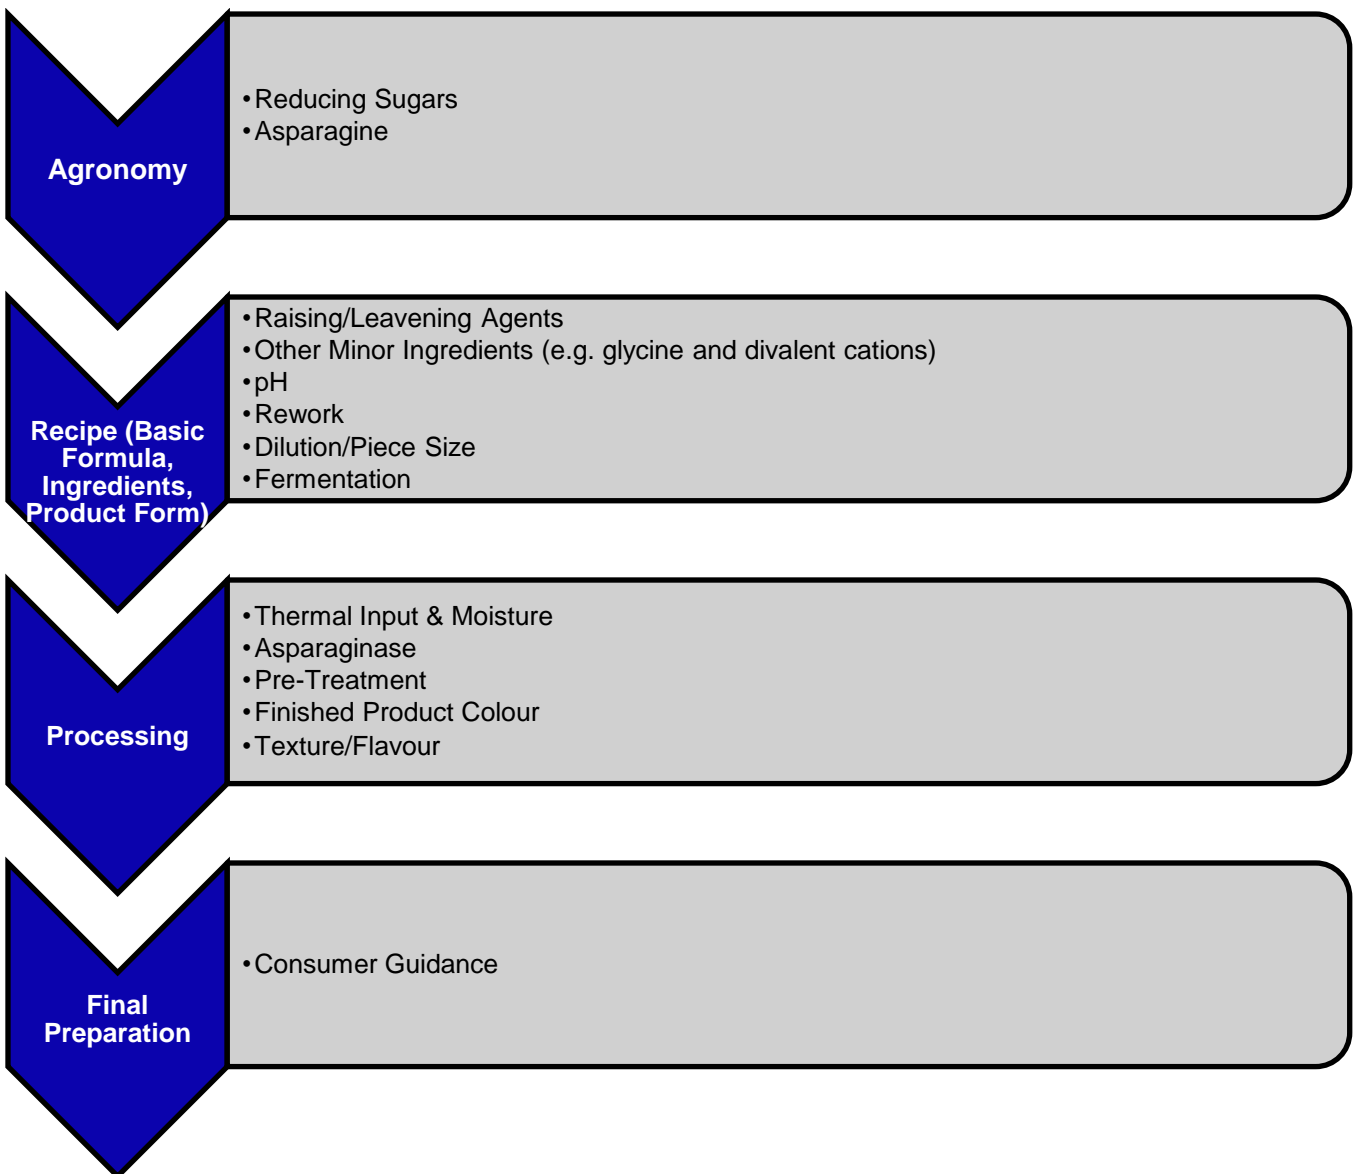 Agronomy
•Reducing Sugars
•Asparagine
Recipe (Basic
Formula,
Ingredients,
Product Form)
•Raising/Leavening Agents
•Other Minor Ingredients (e.g. glycine and divalent cations)
•pH
•Rework
•Dilution/Piece Size
•Fermentation
Processing
•Thermal Input & Moisture
•Asparaginase
•Pre-Treatment
•Finished Product Colour
•Texture/Flavour
Final
Preparation
•Consumer Guidance